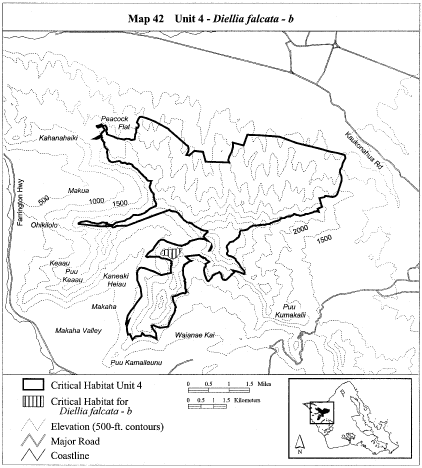 Map 42 Unit 4 - Diellia falcata - b
Peacock
Flat
Kahanahaiki
Kaukonahua Rd
Farrington Hwy
Makua
500
1000
1500
Ohikilolo
2000
1500
Keaau
Puu
Keaau
Kaneaki
Heiau
Makaha
Puu
Kumakalii
Makaha Valley
Waianae Kai
Puu Kamaileunu
Critical Habitat Unit 4
Critical Habitat for
Diellia falcata - b
Elevation (500-ft. contours)
Major Road
Coastline
0 0.5 1 1.5 Miles
0 0.5 1 1.5 Kilometers
N